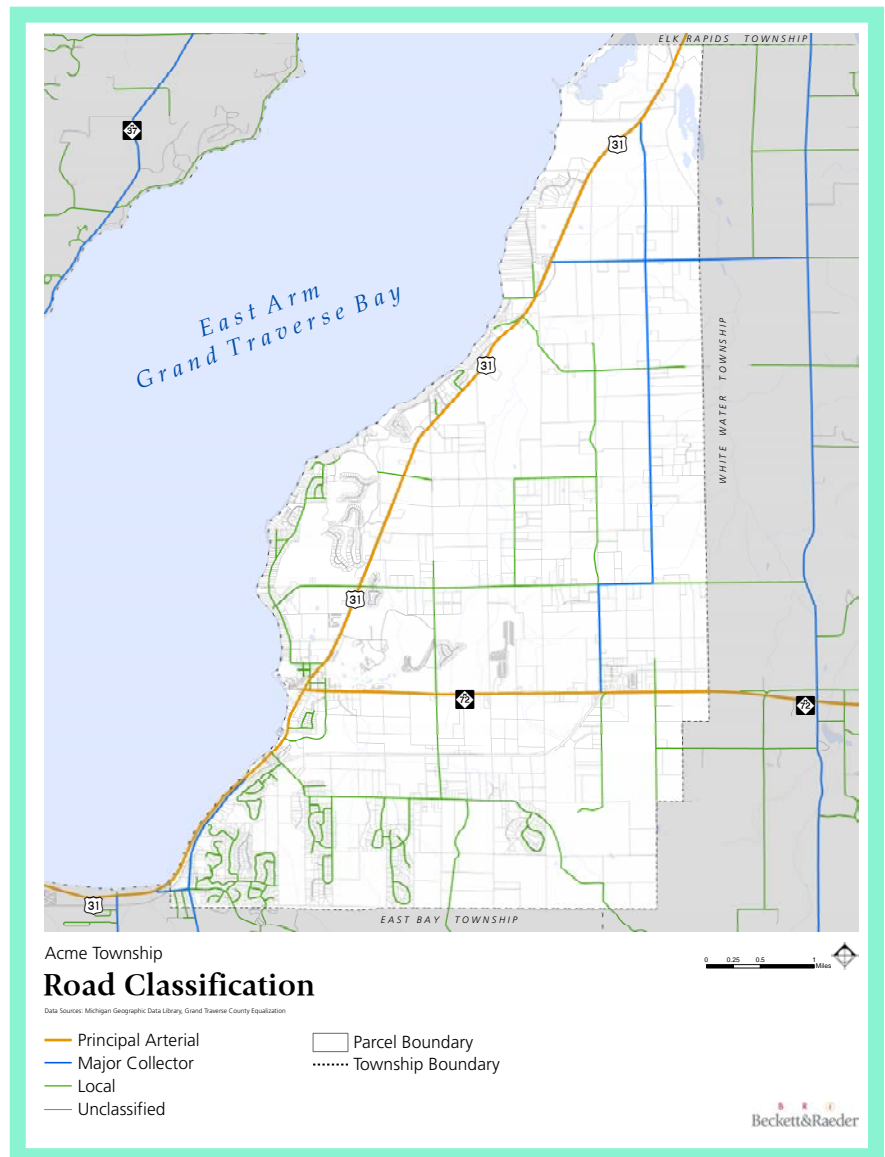 ELK RAPIDS TOWNSHIP
37
31
East Arm
Grand Traverse Bay
31
WHITE WATER TOWNSHIP
31
72
72
31
EAST BAY TOWNSHIP
Acme Township
Road Classification
Data Sources: Michigan Geographic Data Library, Grand Traverse County Equalization
0 0.25 0.5 1
Miles
Principal Arterial
Major Collector
Local
Unclassified
Parcel Boundary
Township Boundary
B R i
Beckett&Raeder